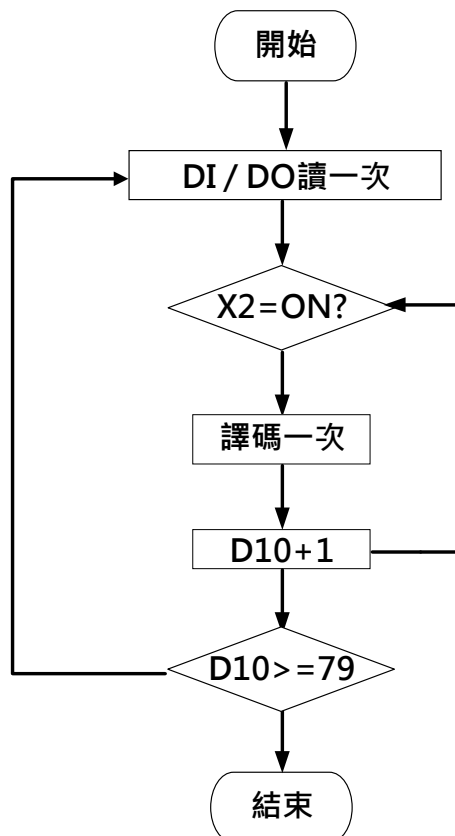 開始
DI / DO讀一次
X2=ON?
譯碼一次
D10+1
D10>=79
結束